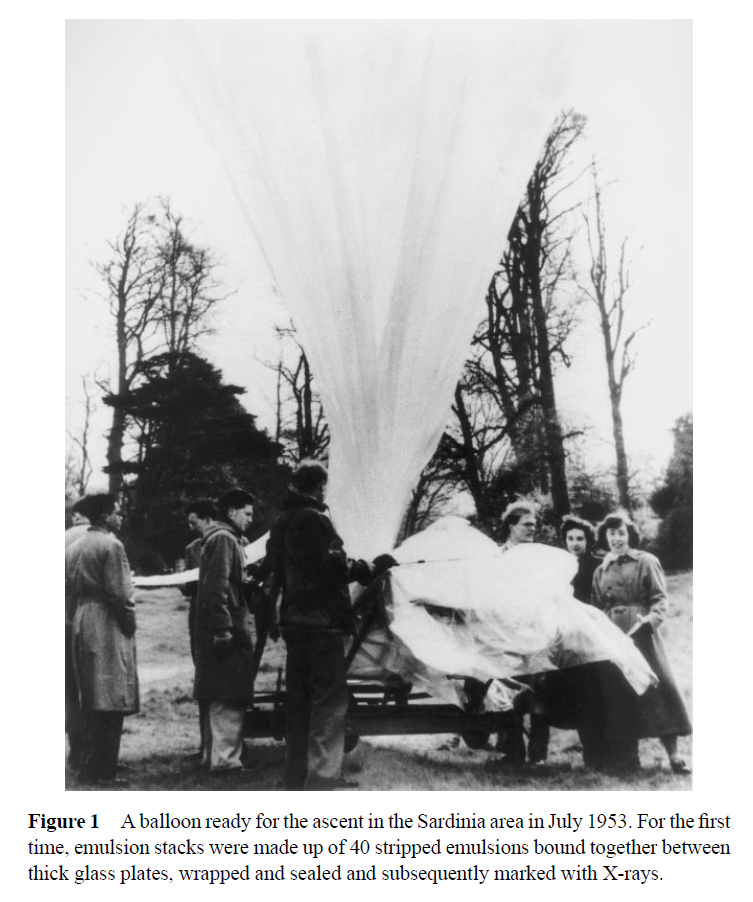 Figure 1 A balloon ready for the ascent in the Sardinia area in July 1953. For the first
time, emulsion stacks were made up of 40 stripped emulsions bound together between
thick glass plates, wrapped and sealed and subsequently marked with X-rays.